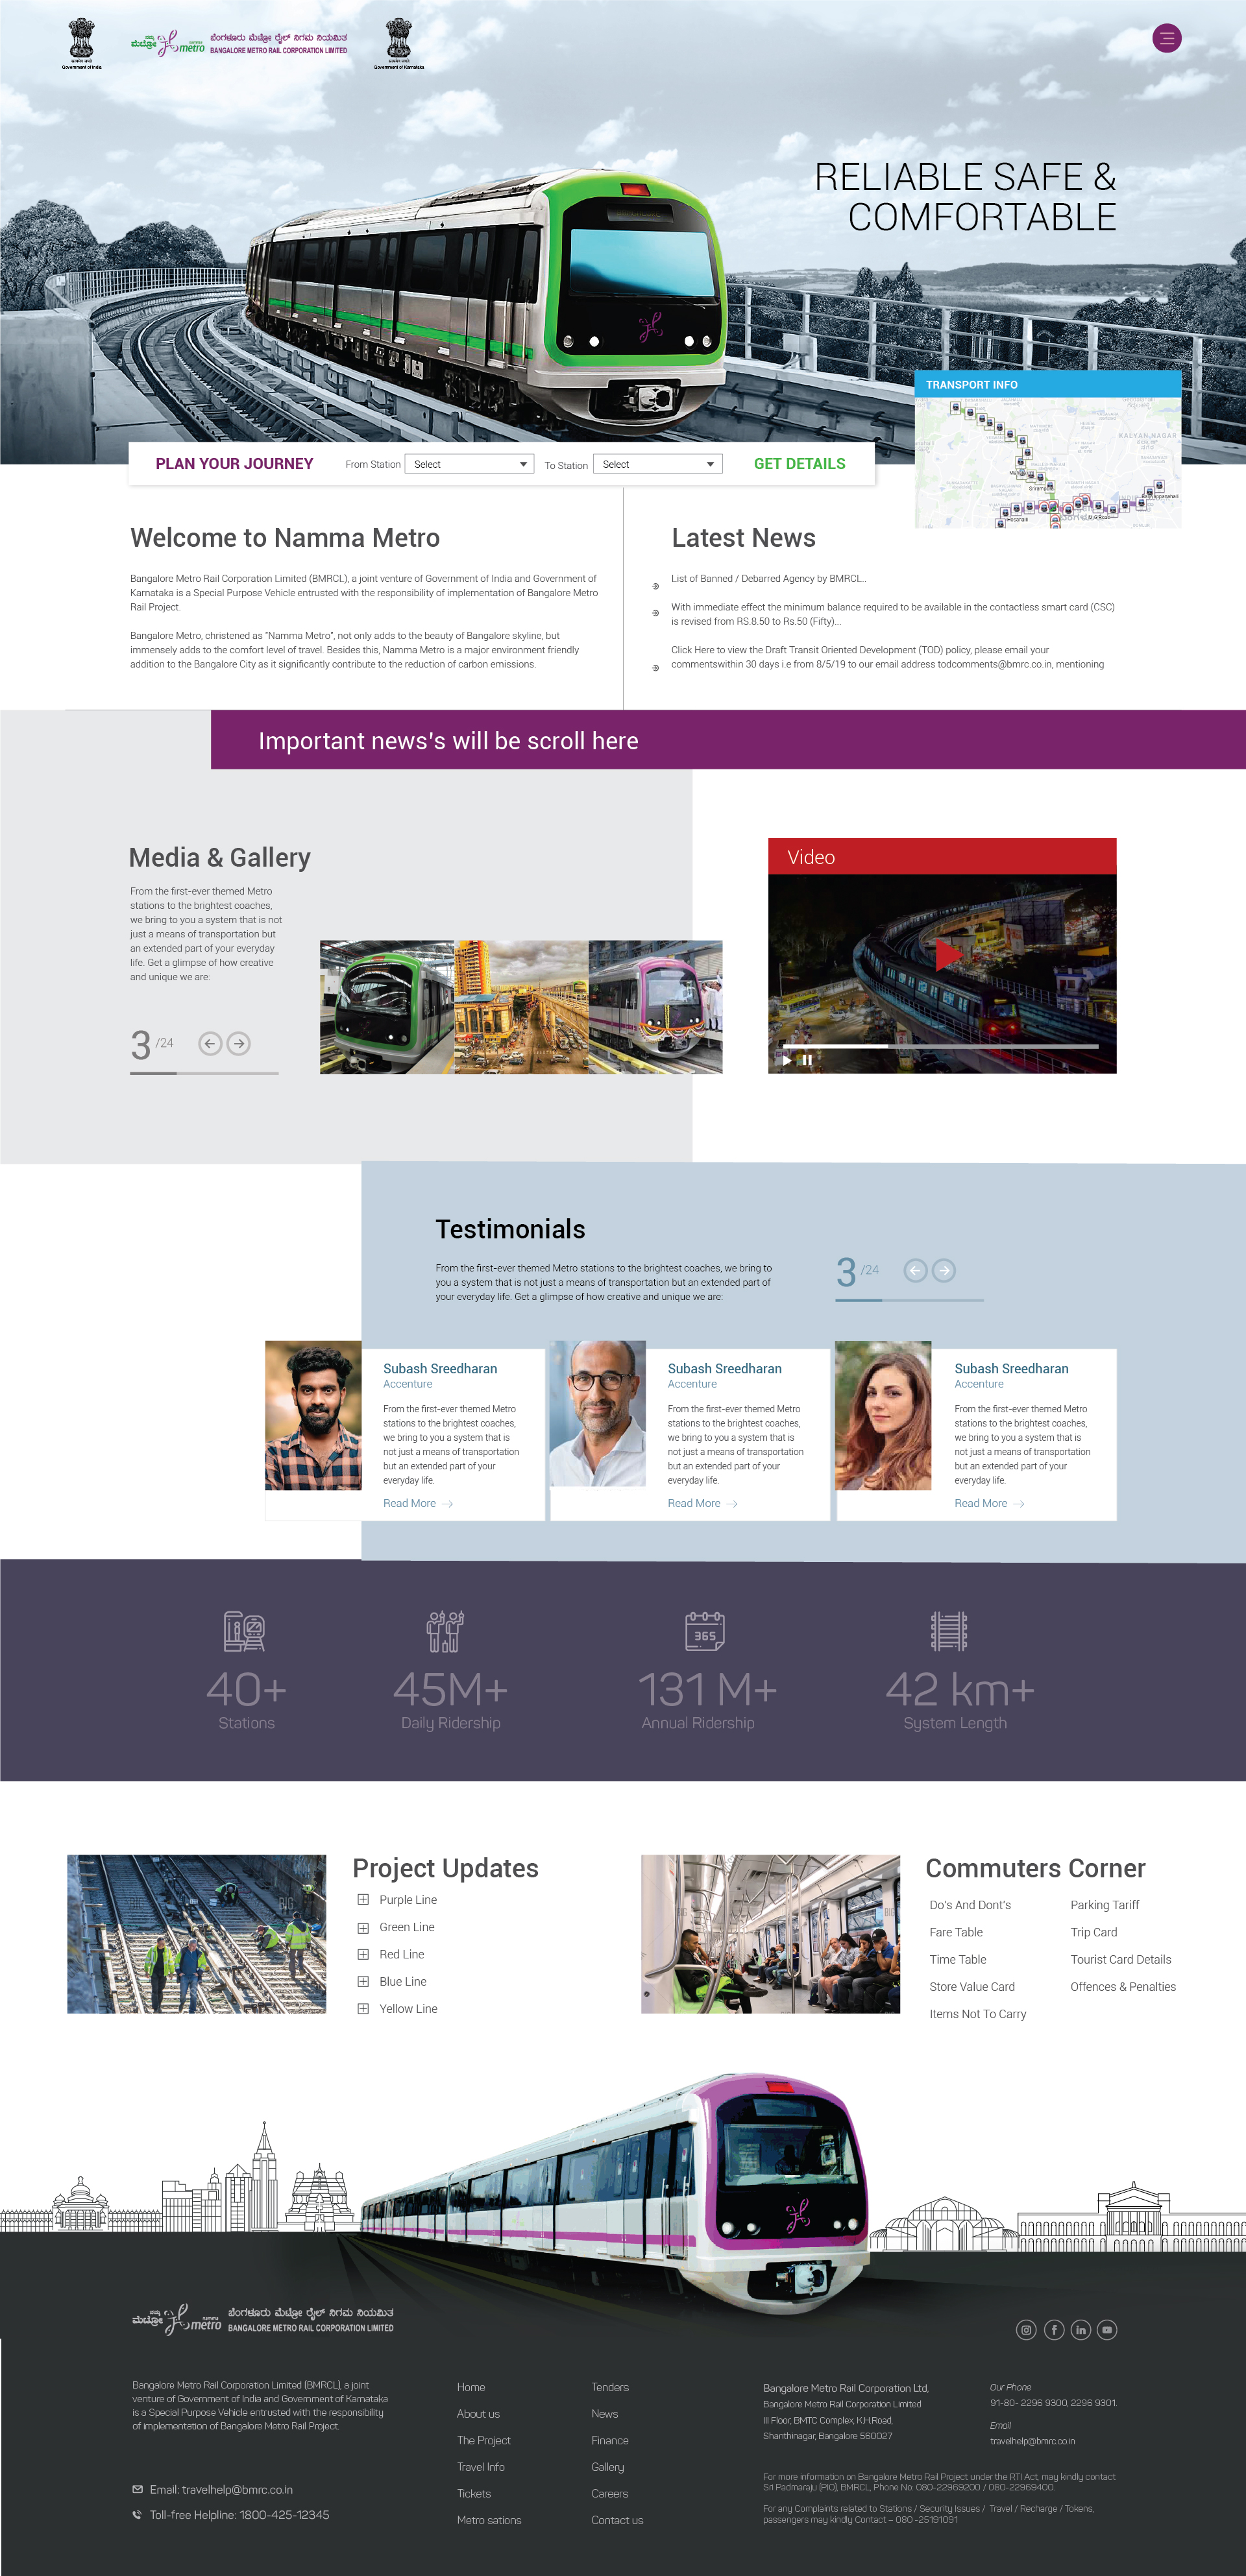 Government of India
ನಮ್ಮ ಮೆಟ್ರೋ
namma metro
ಬೆಂಗಳೂರು ಮೆಟ್ರೋ ರೈಲ್ ನಿಗಮ ನಿಯಮಿತ
BANGALORE METRO RAIL CORPORATION LIMITED
Government of Karnataka
RELIABLE SAFE &
COMFORTABLE
TRANSPORT INFO
KALYAN NAGAR
PLAN YOUR JOURNEY
From Station
Select
To Station
Select
GET DETAILS
Welcome to Namma Metro
Bangalore Metro Rail Corporation Limited (BMRCL), a joint venture of Government of India and Government of
Karnataka is a Special Purpose Vehicle entrusted with the responsibility of implementation of Bangalore Metro
Rail Project.
Bangalore Metro, christened as "Namma Metro", not only adds to the beauty of Bangalore skyline, but
immensely adds to the comfort level of travel. Besides this, Namma Metro is a major environment friendly
addition to the Bangalore City as it significantly contribute to the reduction of carbon emissions.
Latest News
List of Banned / Debarred Agency by BMRCL..
With immediate effect the minimum balance required to be available in the contactless smart card (CSC)
is revised from RS.8.50 to Rs.50 (Fifty)...
Click Here to view the Draft Transit Oriented Development (TOD) policy, please email your
commentswithin 30 days i.e from 8/5/19 to our email address todcomments@bmrc.co.in, mentioning
Important news's will be scroll here
Media & Gallery
From the first-ever themed Metro
stations to the brightest coaches,
we bring to you a system that is not
just a means of transportation but
an extended part of your everyday
life. Get a glimpse of how creative
and unique we are:
3 /24
Video
Testimonials
From the first-ever themed Metro stations to the brightest coaches, we bring to
you a system that is not just a means of transportation but an extended part of
your everyday life. Get a glimpse of how creative and unique we are:
3 /24
Subash Sreedharan
Accenture
From the first-ever themed Metro
stations to the brightest coaches,
we bring to you a system that is
not just a means of transportation
but an extended part of your
everyday life.
Read More
Subash Sreedharan
Accenture
From the first-ever themed Metro
stations to the brightest coaches,
we bring to you a system that is
not just a means of transportation
but an extended part of your
everyday life.
Read More
Subash Sreedharan
Accenture
From the first-ever themed Metro
stations to the brightest coaches,
we bring to you a system that is
not just a means of transportation
but an extended part of your
everyday life.
Read More
365
40+
Stations
45M+
Daily Ridership
131 M+
Annual Ridership
42 km+
System Length
Project Updates
Purple Line
Green Line
Red Line
Blue Line
Yellow Line
Commuters Corner
Do's And Dont's
Fare Table
Time Table
Store Value Card
Items Not To Carry
Parking Tariff
Trip Card
Tourist Card Details
Offences & Penalties
ನಮ್ಮ ಮೆಟ್ರೋ
namma metro
ಬೆಂಗಳೂರು ಮೆಟ್ರೋ ರೈಲ್ ನಿಗಮ ನಿಯಮಿತ
BANGALORE METRO RAIL CORPORATION LIMITED
Bangalore Metro Rail Corporation Limited (BMRCL), a joint
venture of Government of India and Government of Karnataka
is a Special Purpose Vehicle entrusted with the responsibility
of implementation of Bangalore Metro Rail Project.
Email: travelhelp@bmrc.co.in
Toll-free Helpline: 1800-425-12345
Home
About us
The Project
Travel Info
Tickets
Metro sations
Tenders
News
Finance
Gallery
Careers
Contact us
Bangalore Metro Rail Corporation Ltd,
Bangalore Metro Rail Corporation Limited
III Floor, BMTC Complex, K.H.Road,
Shanthinagar, Bangalore 560027
Our Phone
91-80- 2296 9300, 2296 9301.
Email
travelhelp@bmrc.co.in
For more information on Bangalore Metro Rail Project under the RTI Act, may kindly contact
Sri Padmaraju (PIO), BMRCL, Phone No: 080-22969200 / 080-22969400.
For any Complaints related to Stations / Security Issues / Travel / Recharge / Tokens,
passengers may kindly Contact – 080 -25191091